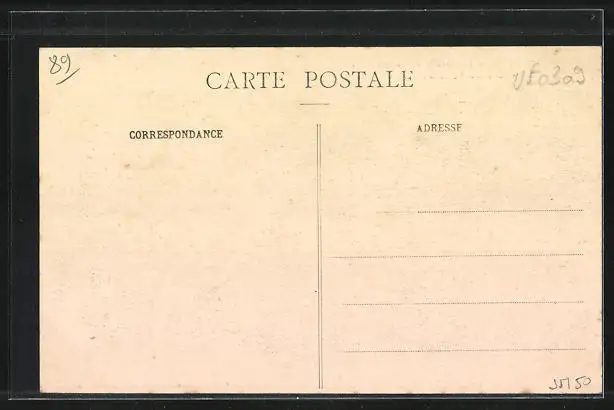 89
CARTE POSTALE
CORRESPONDANCE
ADRESSE